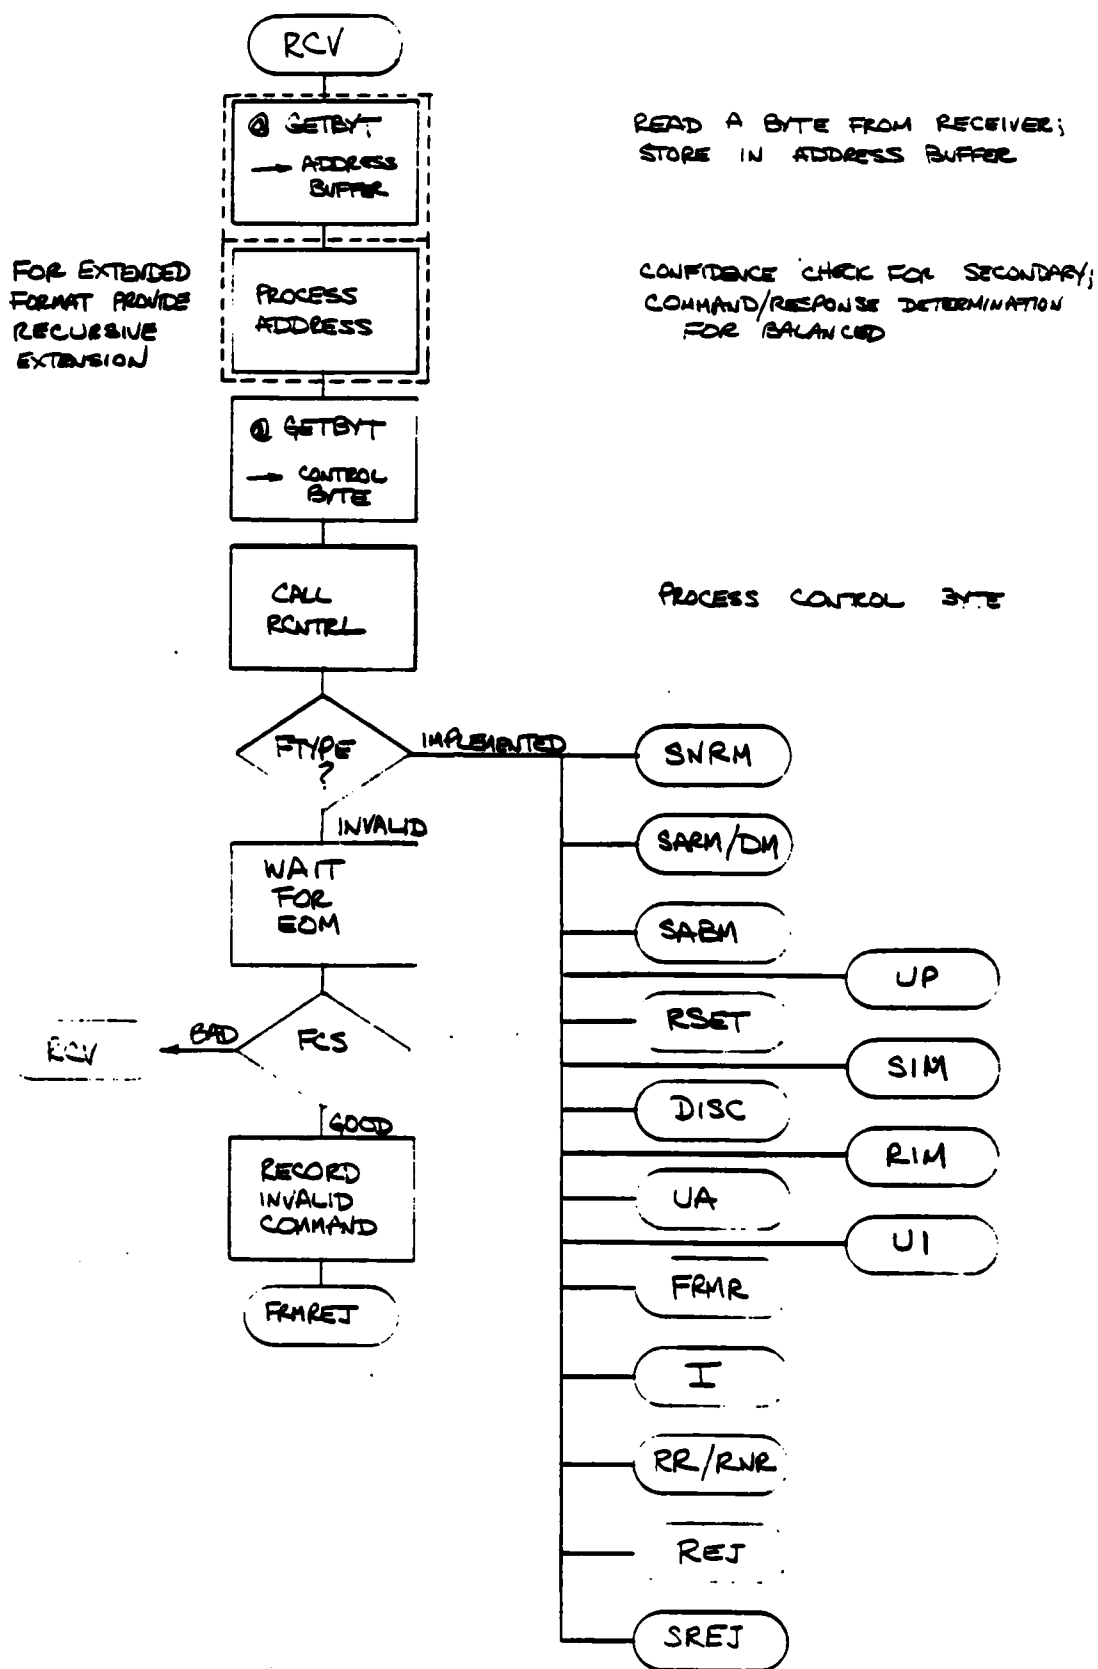 RCV
@ GETBYT
→ ADDRESS
BUFFER
READ A BYTE FROM RECEIVER;
STORE IN ADDRESS BUFFER
FOR EXTENDED
FORMAT PROVIDE
RECURSIVE
EXTENSION
PROCESS
ADDRESS
CONFIDENCE CHECK FOR SECONDARY;
COMMAND/RESPONSE DETERMINATION
FOR BALANCED
@ GETBYT
→ CONTROL
BYTE
CALL
RCNTRL
PROCESS CONTROL BYTE
FTYPE
?
IMPLEMENTED
INVALID
WAIT
FOR
EOM
FCS
BAD
RCV
GOOD
RECORD
INVALID
COMMAND
FRMREJ
SNRM
SARM/DM
SABM
UP
RSET
SIM
DISC
RIM
UA
UI
FRMR
I
RR/RNR
REJ
SREJ